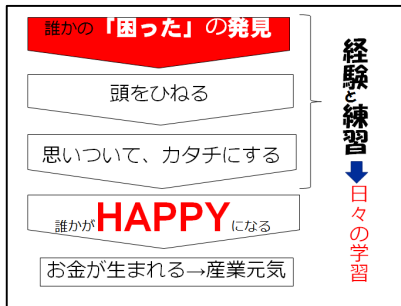 誰かの「困った」の発見
頭をひねる
思いついて、カタチにする
誰かがHAPPYになる
お金が生まれる→産業元気
経験と練習
日々の学習